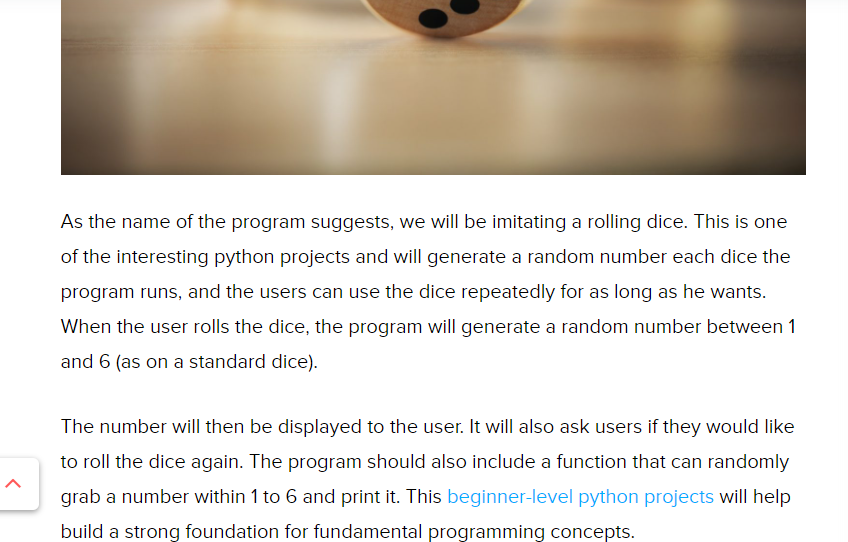 As the name of the program suggests, we will be imitating a rolling dice. This is one
of the interesting python projects and will generate a random number each dice the
program runs, and the users can use the dice repeatedly for as long as he wants.
When the user rolls the dice, the program will generate a random number between 1
and 6 (as on a standard dice).
The number will then be displayed to the user. It will also ask users if they would like
to roll the dice again. The program should also include a function that can randomly
grab a number within 1 to 6 and print it. This beginner-level python projects will help
build a strong foundation for fundamental programming concepts.